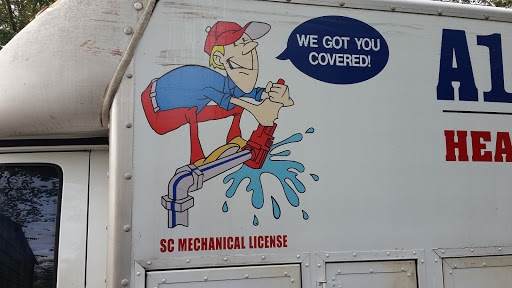 WE GOT YOU
COVERED!
A1
HEA
SC MECHANICAL LICENSE